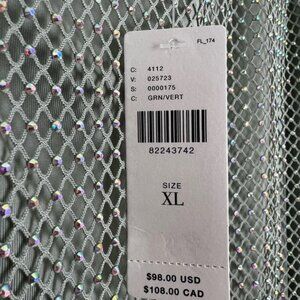 FL_174
C: 4112
V: 025723
S: 0000175
C: GRN/VERT
82243742
SIZE
XL
$98.00 USD
$108.00 CAD